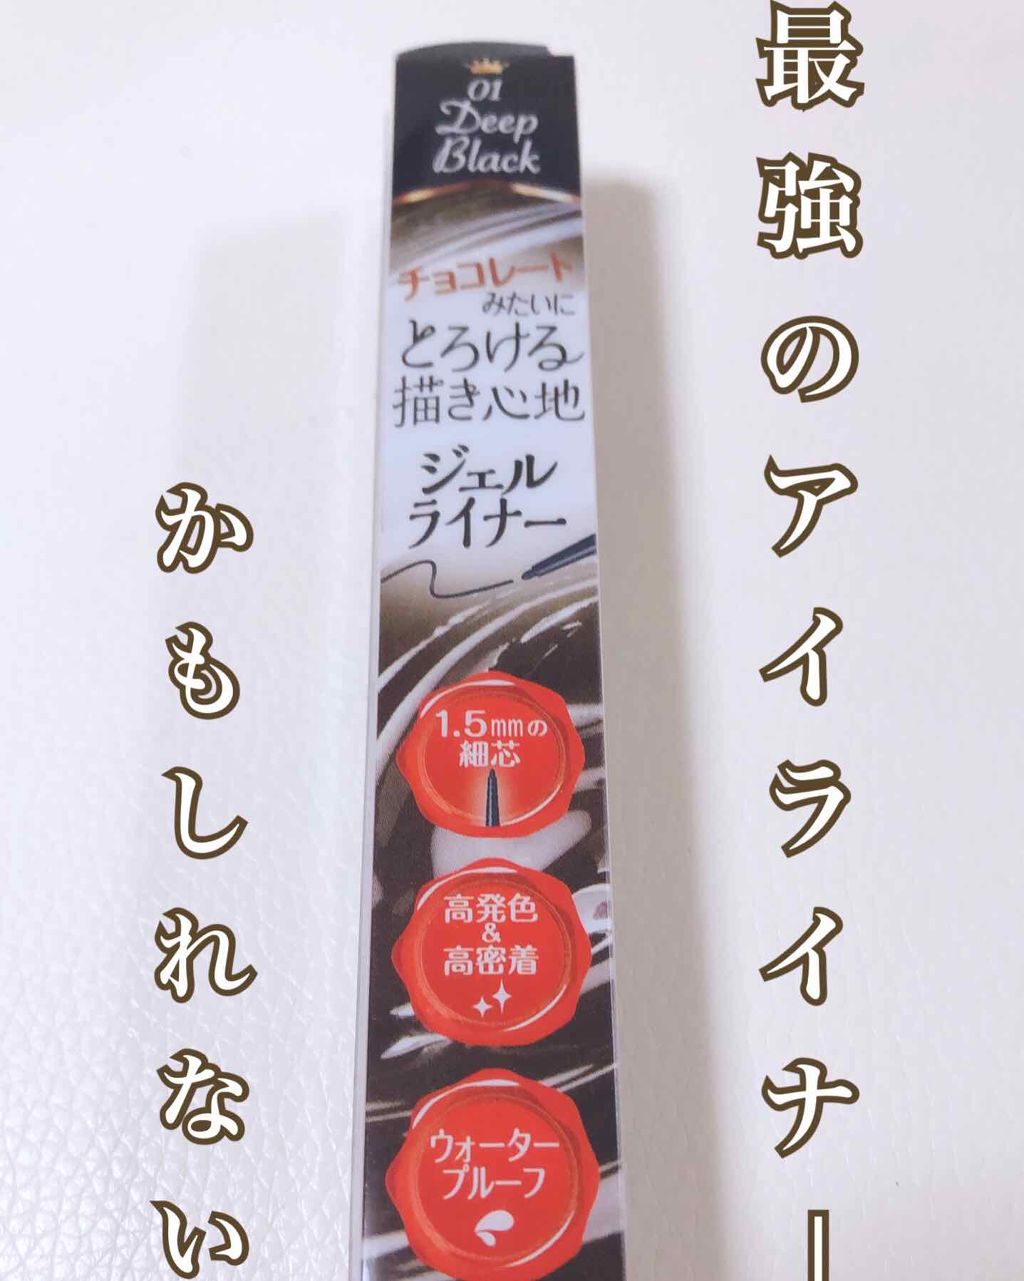 最強のアイライナー
かもしれない
01
Deep
Black
チョコレート
みたいに
とろける
描き心地
ジェル
ライナー
1.5mmの
細芯
高発色
&
高密着
ウォーター
プルーフ